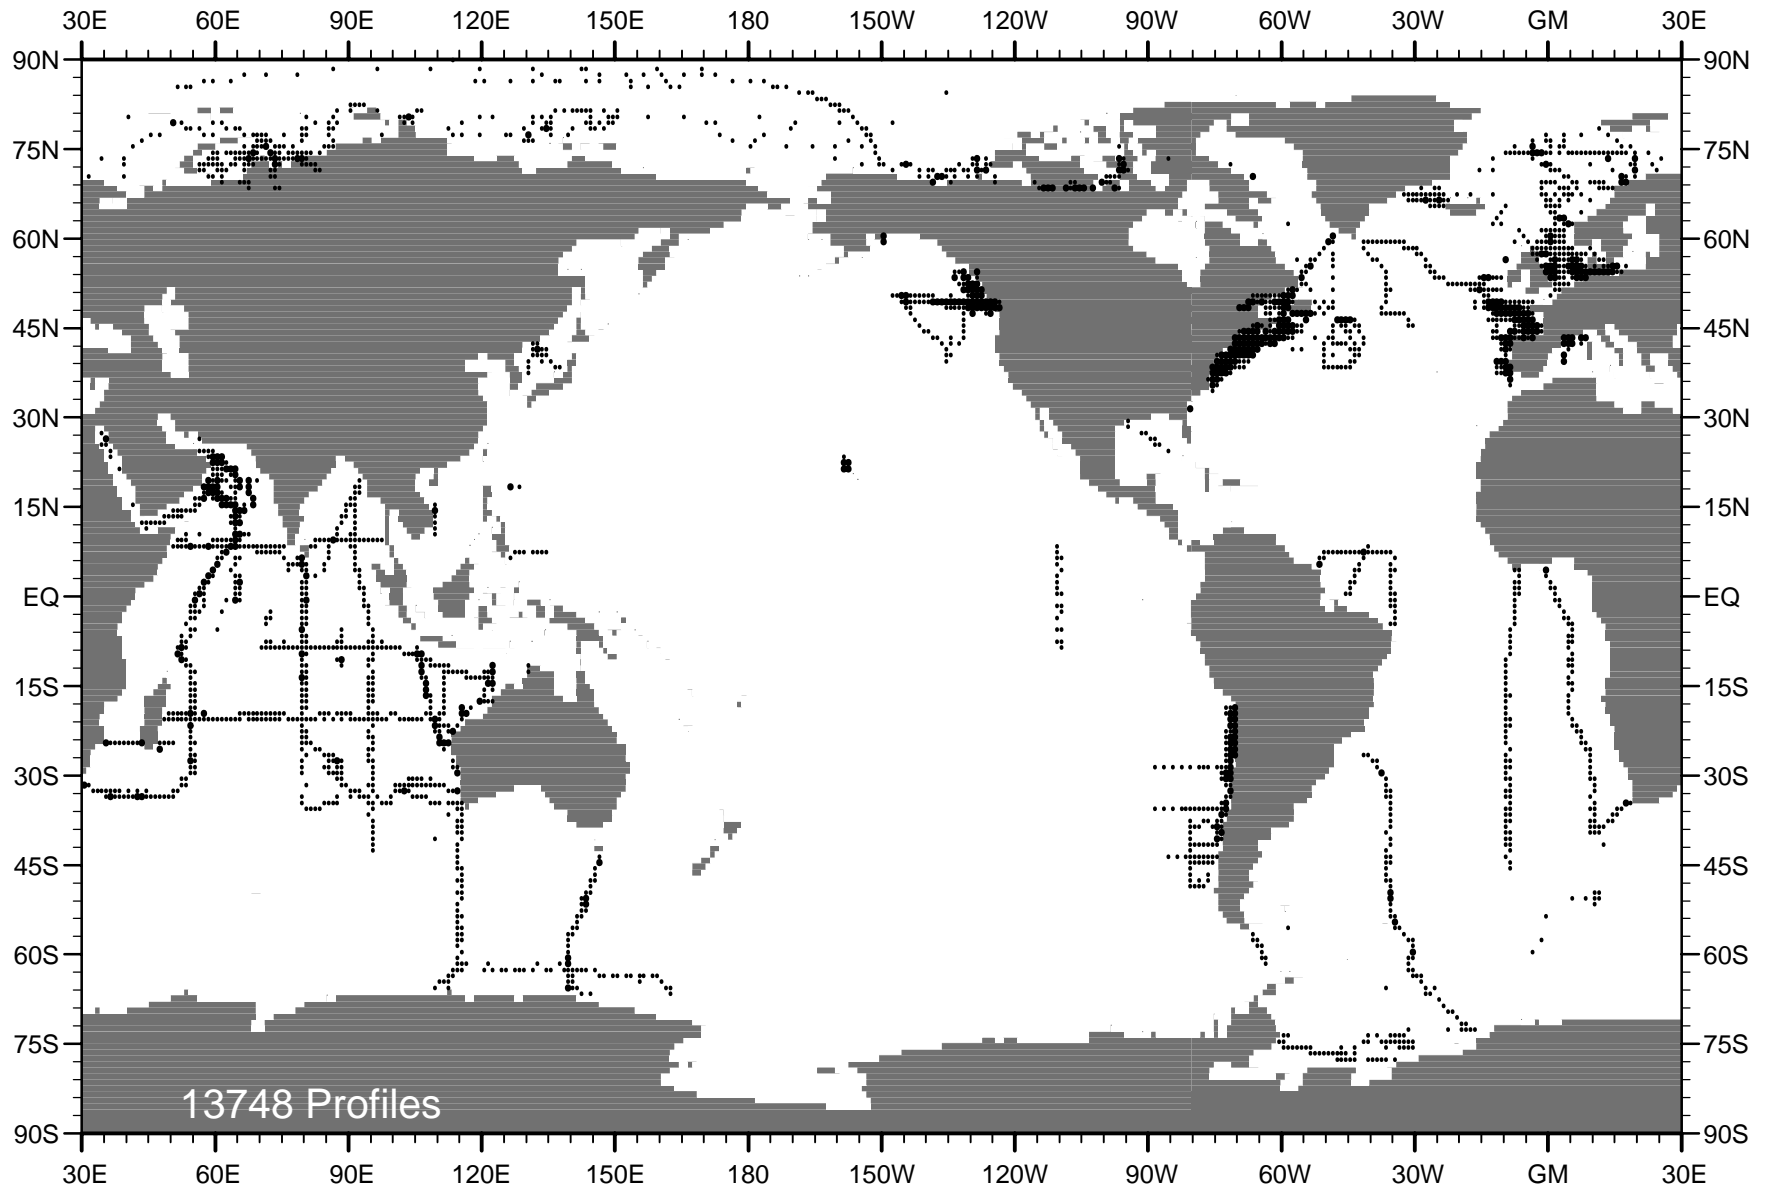 30E 60E 90E 120E 150E 180 150W 120W 90W 60W 30W GM 30E
90N 90N
75N 75N
60N 60N
45N 45N
30N 30N
15N 15N
EQ EQ
15S 15S
30S 30S
45S 45S
60S 60S
75S 75S
13748 Profiles
90S 90S
30E 60E 90E 120E 150E 180 150W 120W 90W 60W 30W GM 30E